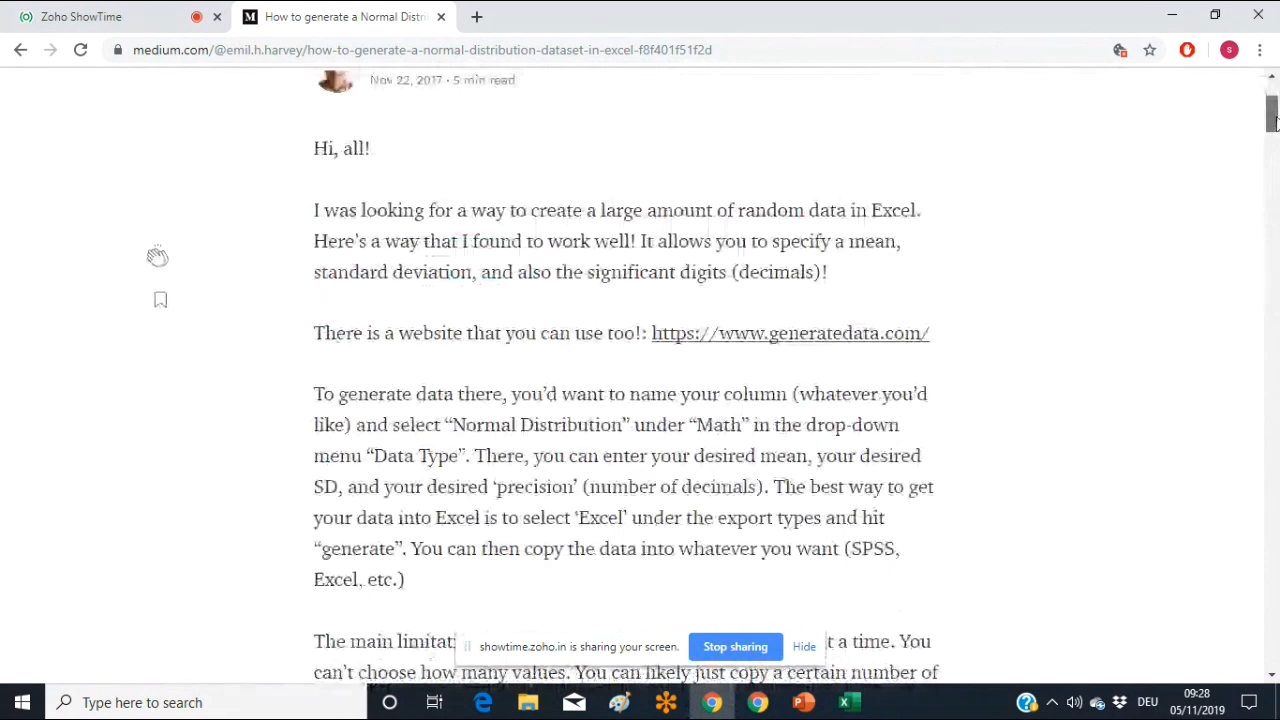 Zoho ShowTime
How to generate a Normal Distri
medium.com/@emil.h.harvey/how-to-generate-a-normal-distribution-dataset-in-excel-f8f401f51f2d
Nov 22, 2017 · 5 min read
Hi, all!
I was looking for a way to create a large amount of random data in Excel.
Here's a way that I found to work well! It allows you to specify a mean,
standard deviation, and also the significant digits (decimals)!
There is a website that you can use too!: https://www.generatedata.com/
To generate data there, you'd want to name your column (whatever you'd
like) and select “Normal Distribution” under “Math” in the drop-down
menu “Data Type”. There, you can enter your desired mean, your desired
SD, and your desired ‘precision’ (number of decimals). The best way to get
your data into Excel is to select ‘Excel’ under the export types and hit
“generate”. You can then copy the data into whatever you want (SPSS,
Excel, etc.)
The main limitat t a time. You
showtime.zoho.in is sharing your screen. Stop sharing Hide
can't choose how many values. You can likely just copy a certain number of
Type here to search
DEU
09:28
05/11/2019